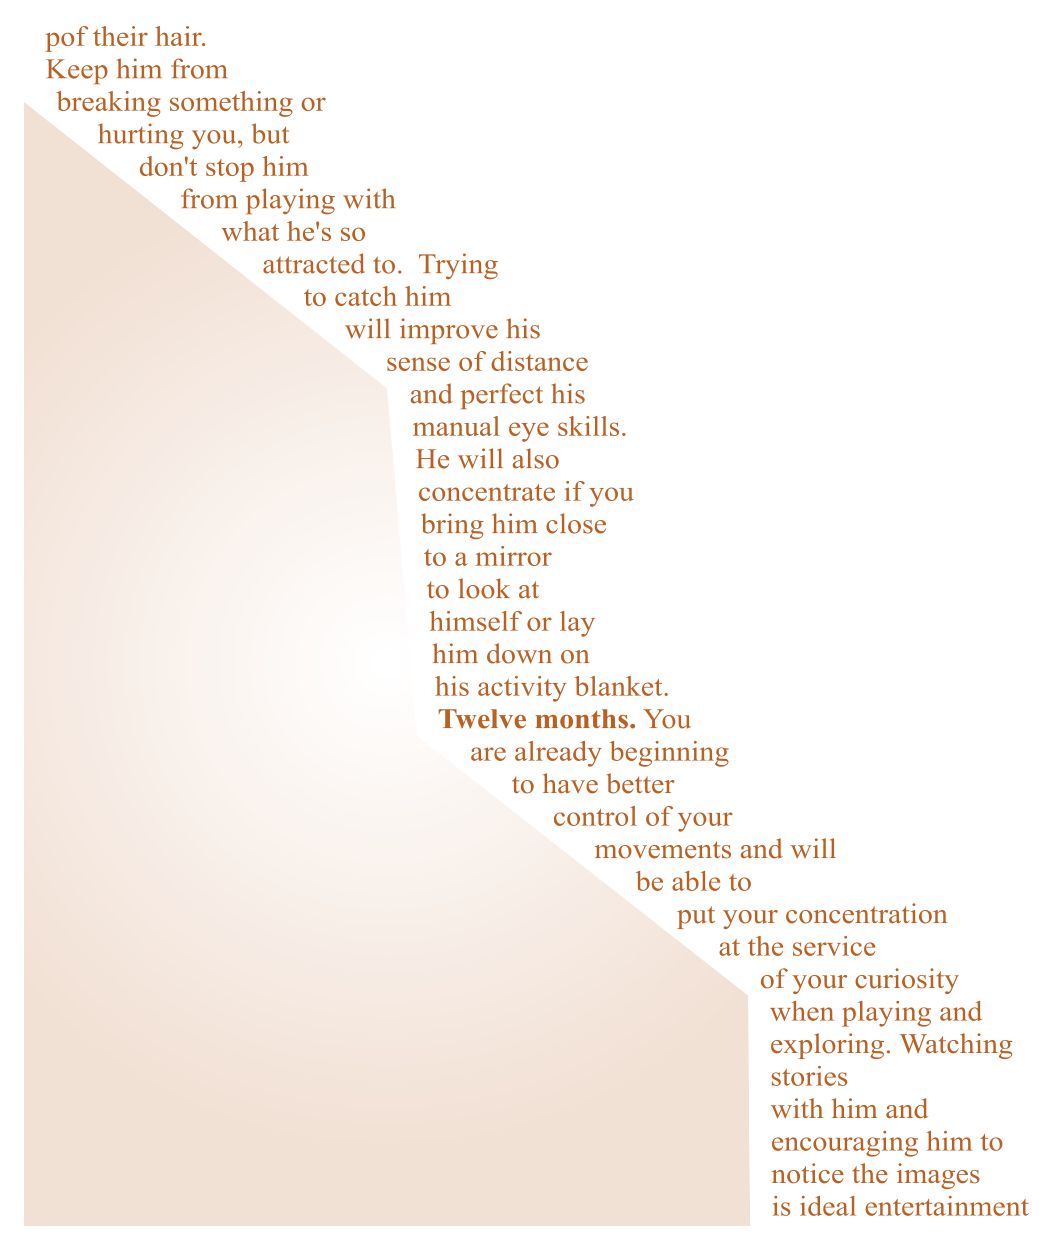 pof their hair.
Keep him from
breaking something or
hurting you, but
don't stop him
from playing with
what he's so
attracted to.  Trying
to catch him
will improve his
sense of distance
and perfect his
manual eye skills.
He will also
concentrate if you
bring him close
to a mirror
to look at
himself or lay
him down on
his activity blanket.
Twelve months. You
are already beginning
to have better
control of your
movements and will
be able to
put your concentration
at the service
of your curiosity
when playing and
exploring. Watching
stories
with him and
encouraging him to
notice the images
is ideal entertainment